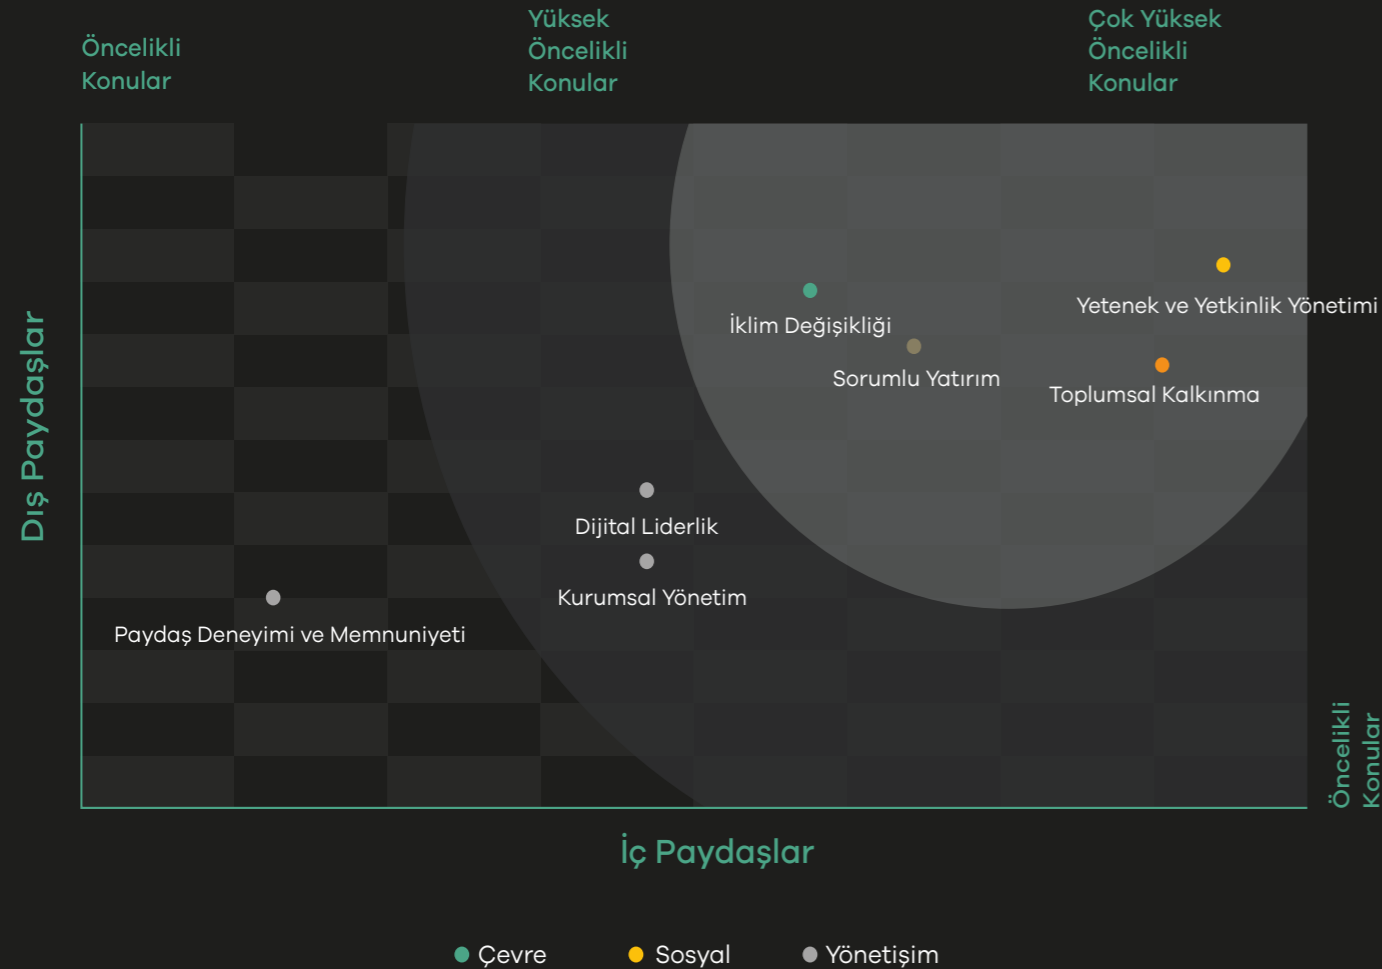 Öncelikli
Konular
Yüksek
Öncelikli
Konular
Çok Yüksek
Öncelikli
Konular
Dış Paydaşlar
Yetenek ve Yetkinlik Yönetimi
İklim Değişikliği
Sorumlu Yatırım
Toplumsal Kalkınma
Dijital Liderlik
Kurumsal Yönetim
Paydaş Deneyimi ve Memnuniyeti
Öncelikli
Konular
İç Paydaşlar
Çevre
Sosyal
Yönetişim